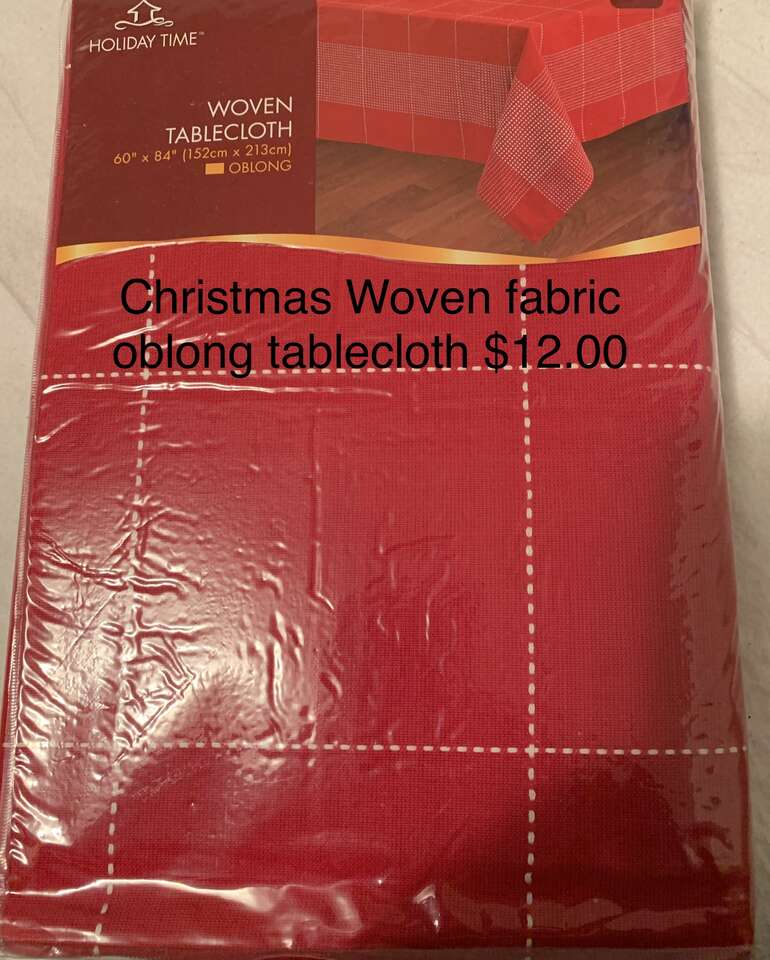 HOLIDAY TIME™
WOVEN
TABLECLOTH
60" x 84" (152cm x 213cm)
OBLONG
Christmas Woven fabric
oblong tablecloth $12.00